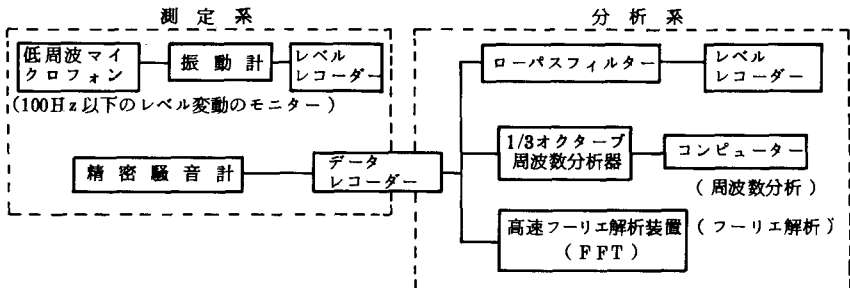 測定系
低周波マイクロフォン
振動計
レベルレコーダー
(100Hz以下のレベル変動のモニター)
精密騒音計
データレコーダー
分析系
ローパスフィルター
レベルレコーダー
1/3オクターブ周波数分析器
コンピューター
(周波数分析)
高速フーリエ解析装置(FFT)
(フーリエ解析)